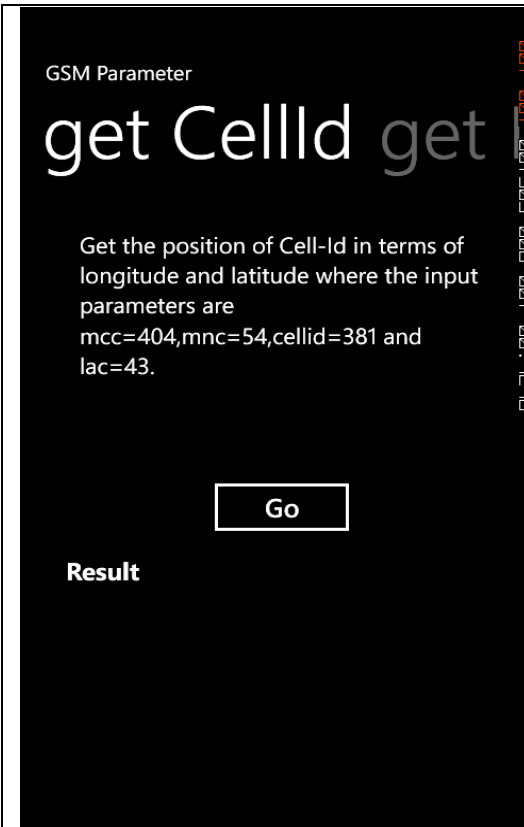 GSM Parameter
get CellId get
Get the position of Cell-Id in terms of
longitude and latitude where the input
parameters are
mcc=404,mnc=54,cellid=381 and
lac=43.
Go
Result